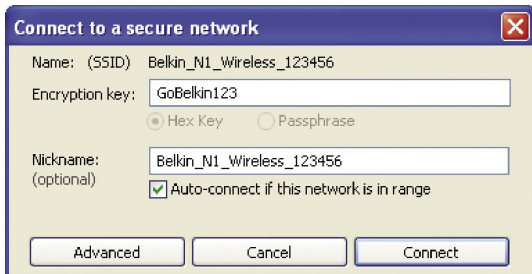 Connect to a secure network
Name: (SSID) Belkin_N1_Wireless_123456
Encryption key: GoBelkin123
Hex Key Passphrase
Nickname: Belkin_N1_Wireless_123456
(optional)
Auto-connect if this network is in range
Advanced Cancel Connect